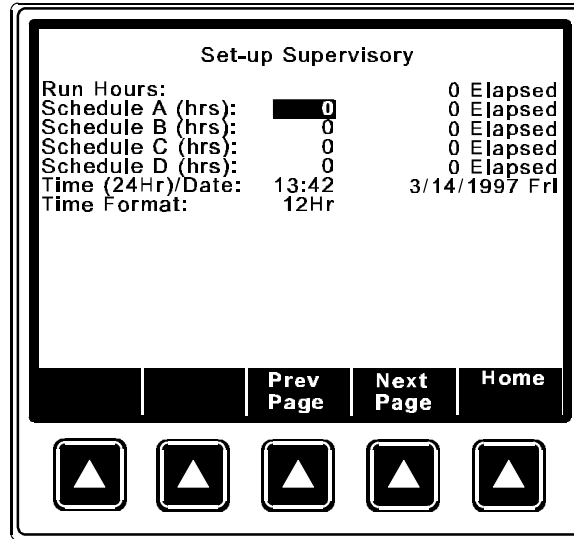 Set-up Supervisory
Run Hours: 0 Elapsed
Schedule A (hrs): 0 0 Elapsed
Schedule B (hrs): 0 0 Elapsed
Schedule C (hrs): 0 0 Elapsed
Schedule D (hrs): 0 0 Elapsed
Time (24Hr)/Date: 13:42 3/14/1997 Fri
Time Format: 12Hr
Prev Page Next Page Home